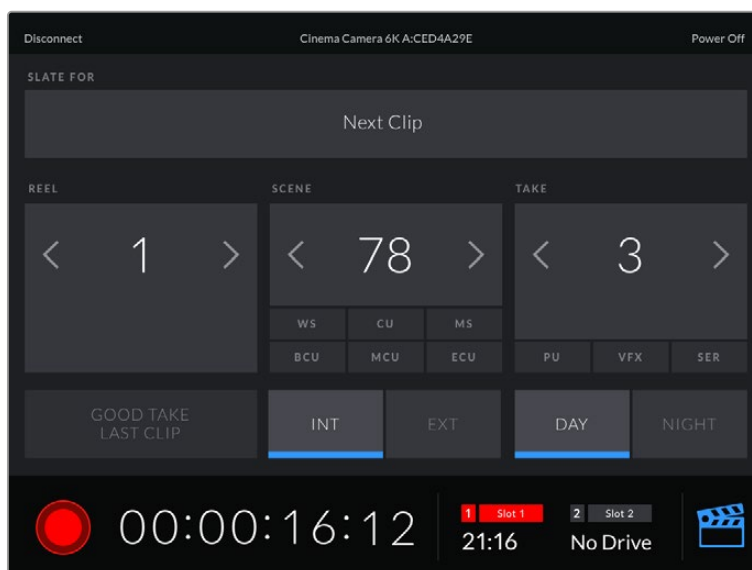 Disconnect Cinema Camera 6K A:CED4A29E Power Off
SLATE FOR
Next Clip
REEL SCENE TAKE
1 78 3
WS CU MS
BCU MCU ECU PU VFX SER
GOOD TAKE
LAST CLIP
INT EXT DAY NIGHT
00:00:16:12
1 Slot 1 2 Slot 2
21:16 No Drive